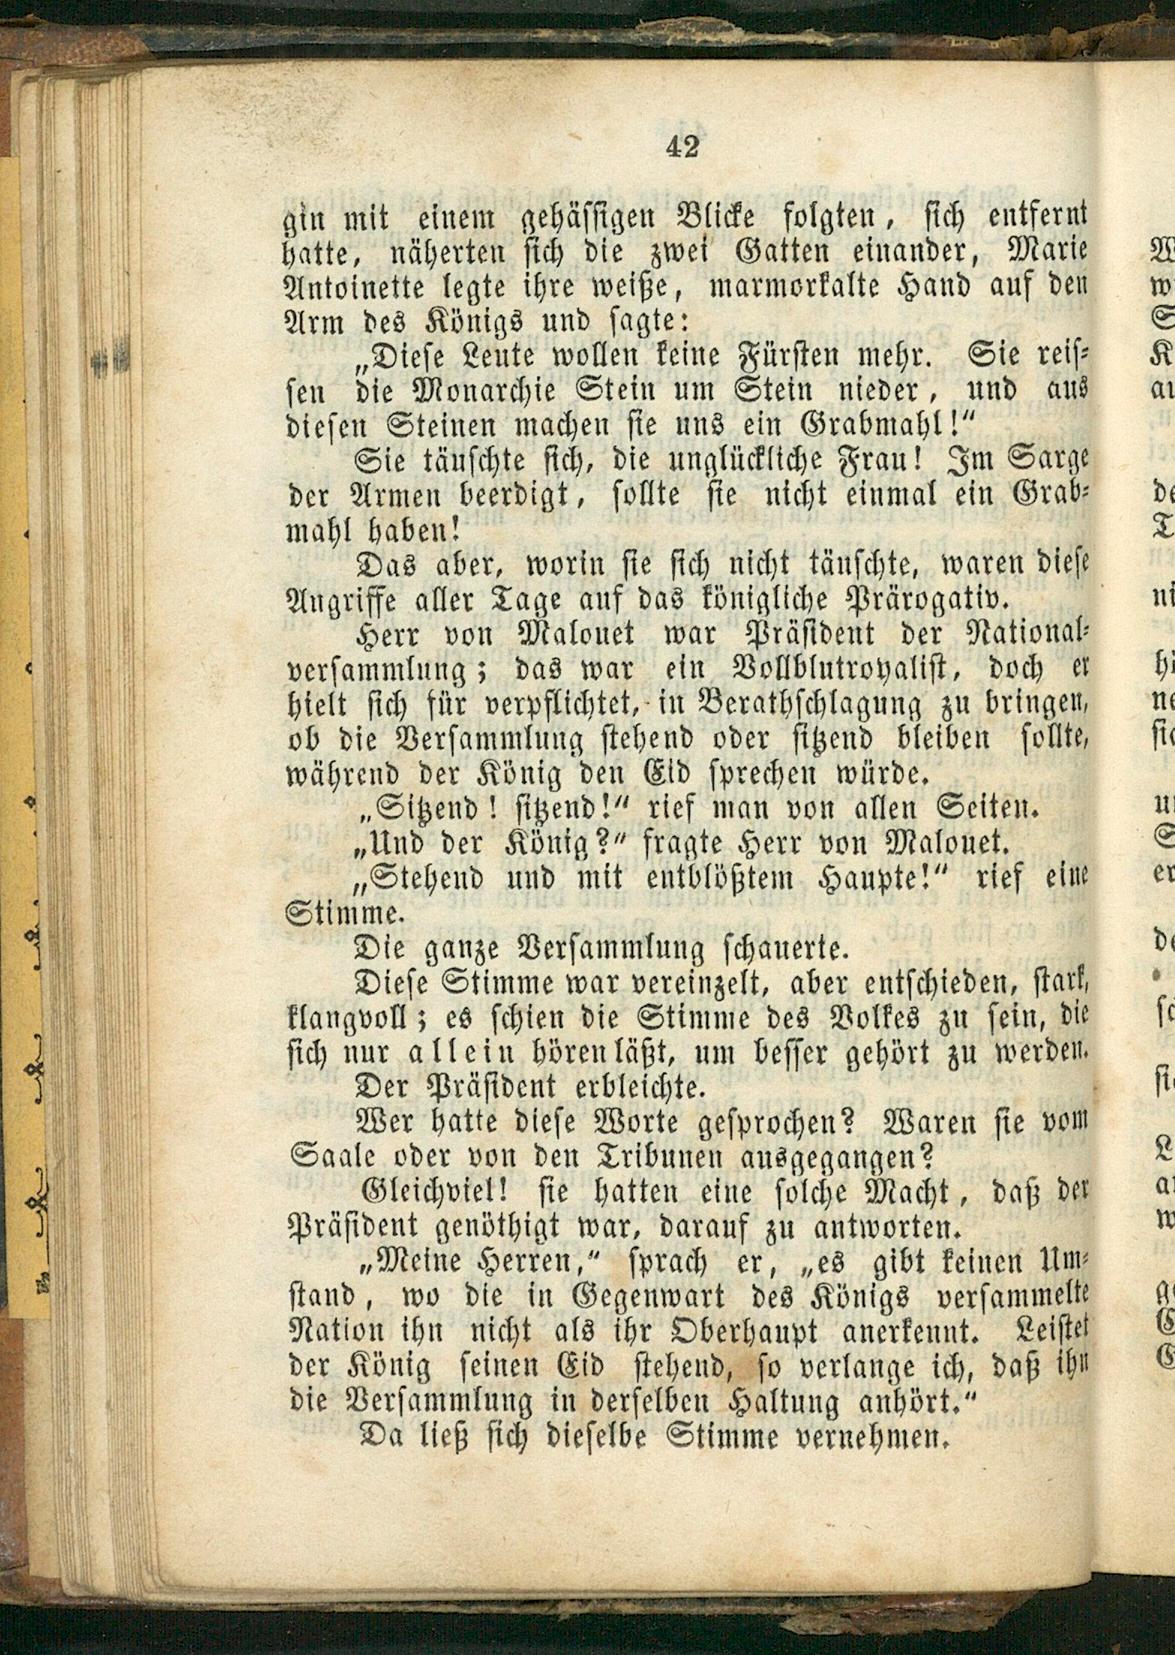 42
gin mit einem gehässigen Blicke folgten, sich entfernt
hatte, näherten sich die zwei Gatten einander, Marie
Antoinette legte ihre weiße, marmorkalte Hand auf den
Arm des Königs und sagte:
„Diese Leute wollen keine Fürsten mehr. Sie reis-
sen die Monarchie Stein um Stein nieder, und aus
diesen Steinen machen sie uns ein Grabmahl!“
Sie täuschte sich, die unglückliche Frau! Im Sarge
der Armen beerdigt, sollte sie nicht einmal ein Grab-
mahl haben!
Das aber, worin sie sich nicht täuschte, waren diese
Angriffe aller Tage auf das königliche Prärogativ.
Herr von Malouet war Präsident der National-
versammlung; das war ein Vollblutroyalist, doch er
hielt sich für verpflichtet, in Berathschlagung zu bringen,
ob die Versammlung stehend oder sitzend bleiben sollte,
während der König den Eid sprechen würde.
„Sitzend! sitzend!“ rief man von allen Seiten.
„Und der König?“ fragte Herr von Malouet.
„Stehend und mit entblößtem Haupte!“ rief eine
Stimme.
Die ganze Versammlung schauerte.
Diese Stimme war vereinzelt, aber entschieden, stark,
klangvoll; es schien die Stimme des Volkes zu sein, die
sich nur allein hören läßt, um besser gehört zu werden.
Der Präsident erbleichte.
Wer hatte diese Worte gesprochen? Waren sie vom
Saale oder von den Tribunen ausgegangen?
Gleichviel! sie hatten eine solche Macht, daß der
Präsident genöthigt war, darauf zu antworten.
„Meine Herren,“ sprach er, „es gibt keinen Um-
stand, wo die in Gegenwart des Königs versammelte
Nation ihn nicht als ihr Oberhaupt anerkennt. Leistet
der König seinen Eid stehend, so verlange ich, daß ihn
die Versammlung in derselben Haltung anhört.“
Da ließ sich dieselbe Stimme vernehmen.